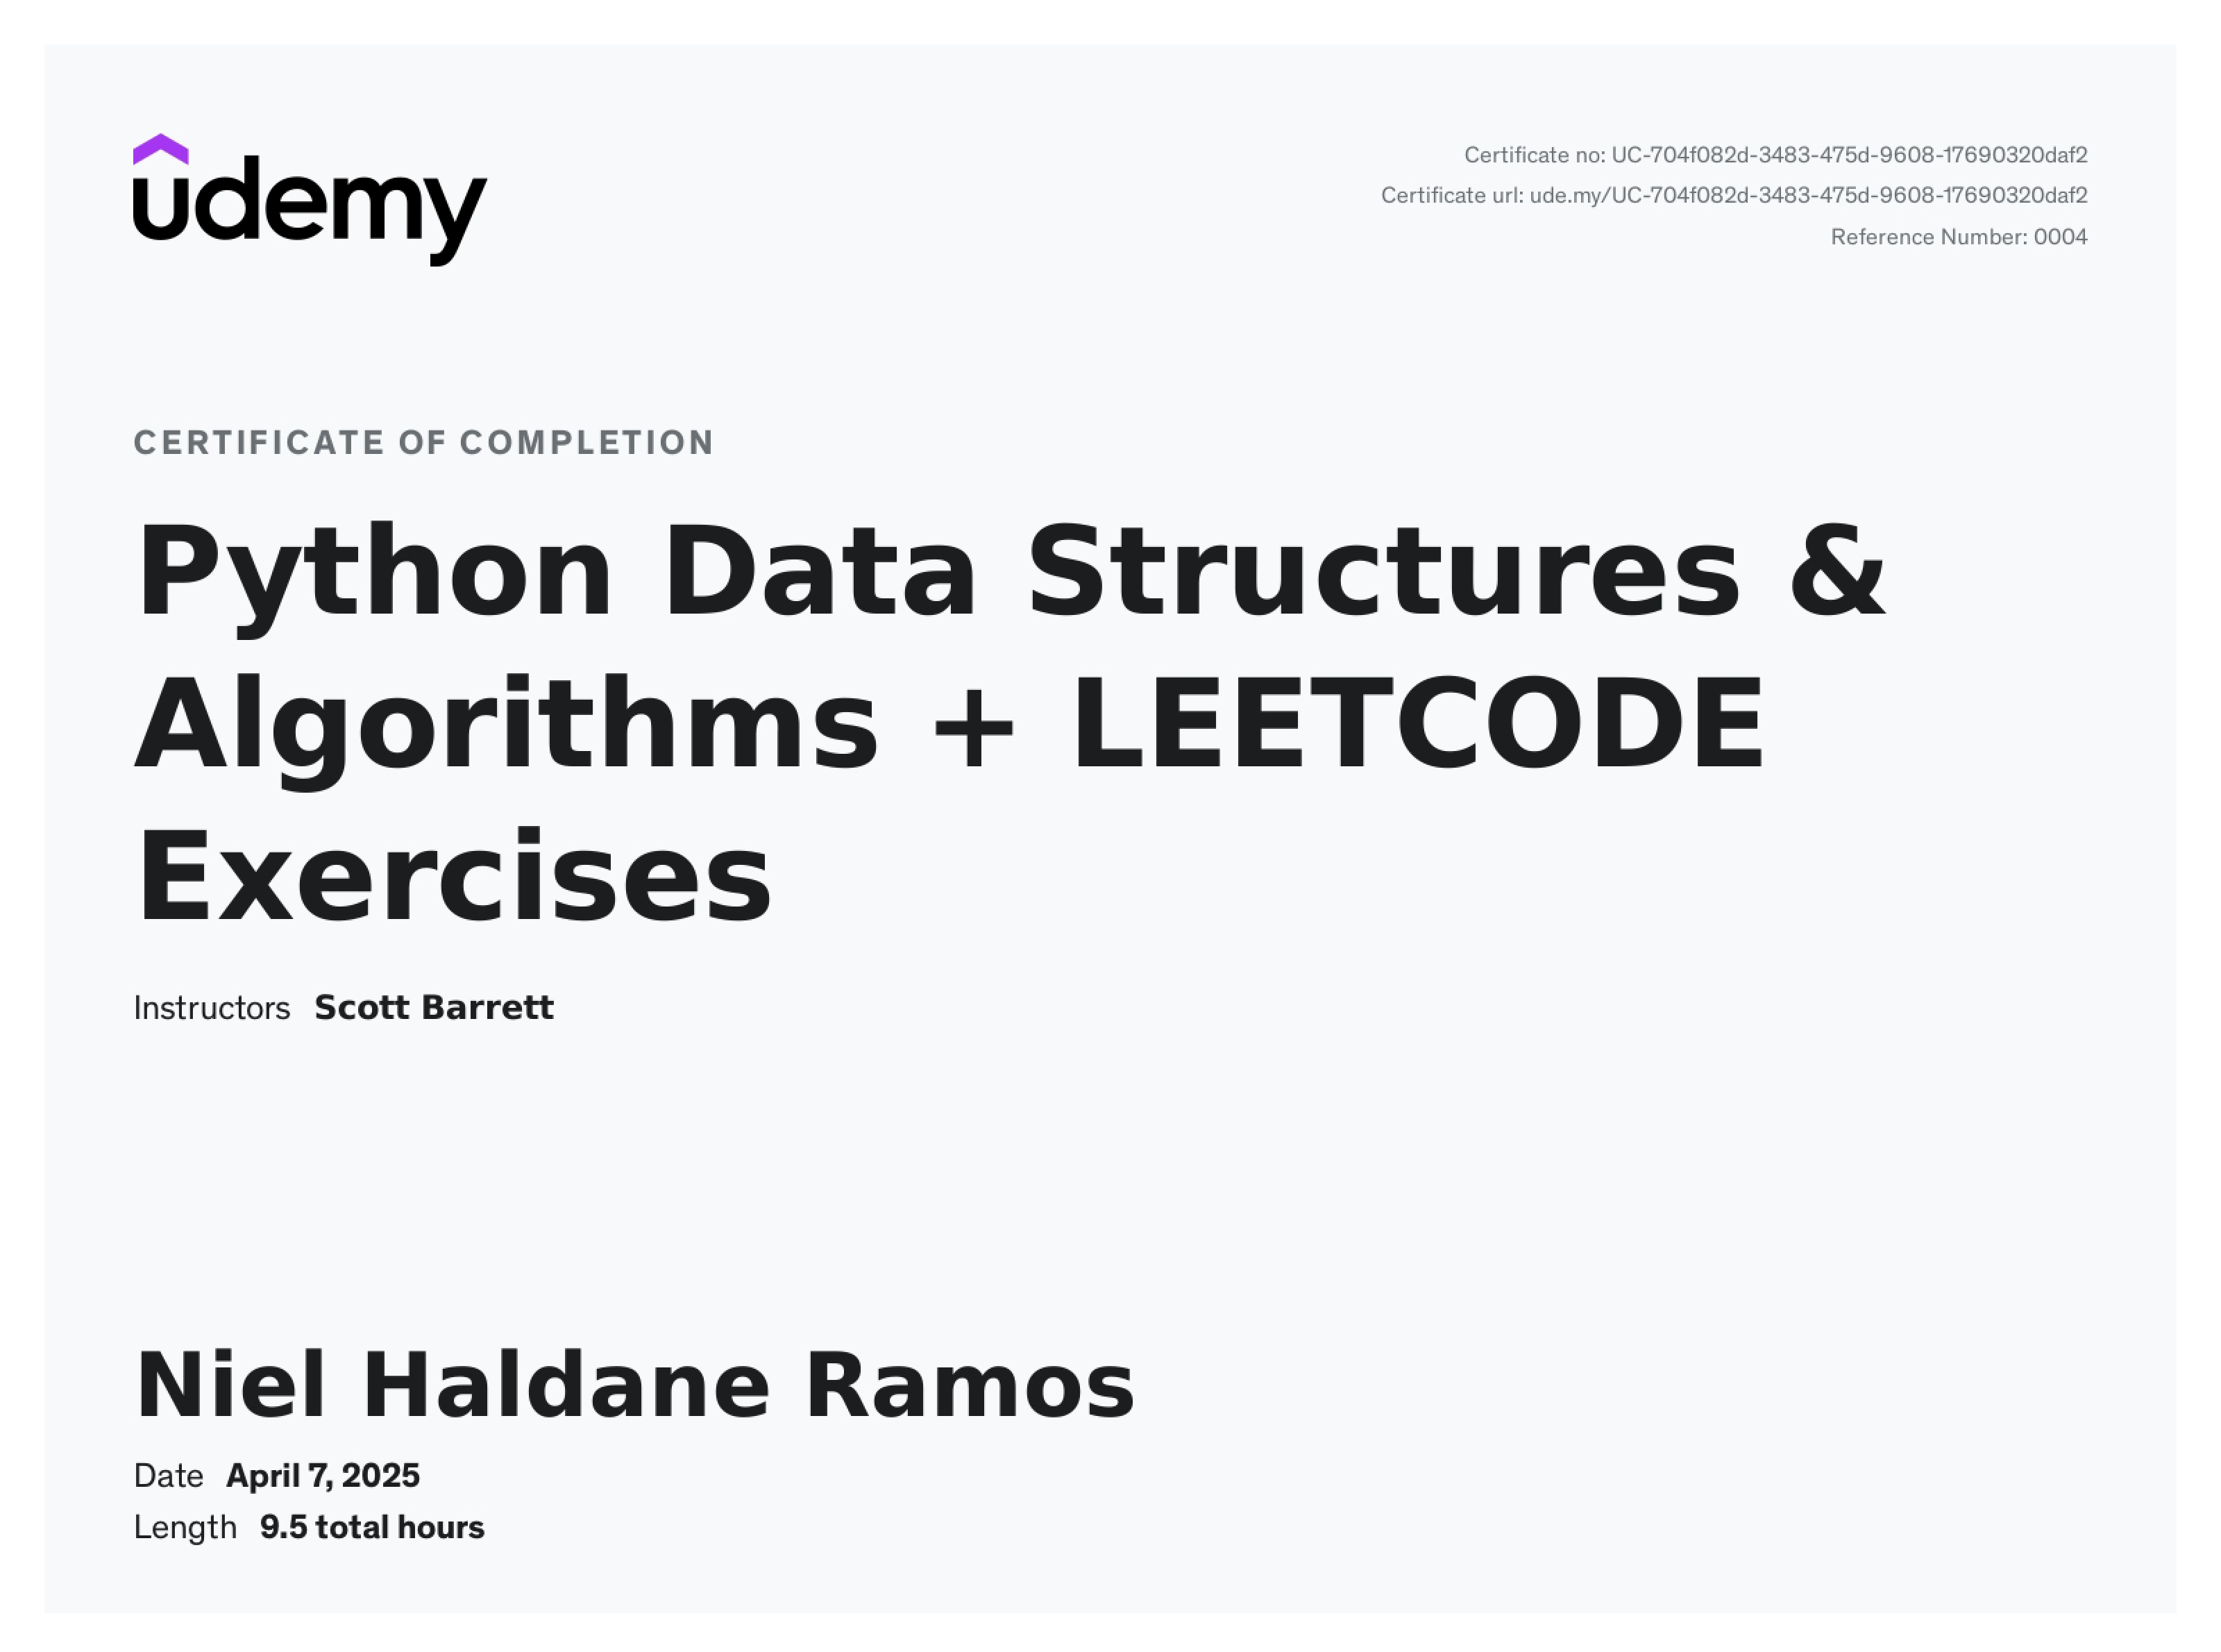 udemy
Certificate no: UC-704f082d-3483-475d-9608-17690320daf2
Certificate url: ude.my/UC-704f082d-3483-475d-9608-17690320daf2
Reference Number: 0004
CERTIFICATE OF COMPLETION
Python Data Structures &
Algorithms + LEETCODE
Exercises
Instructors Scott Barrett
Niel Haldane Ramos
Date April 7, 2025
Length 9.5 total hours